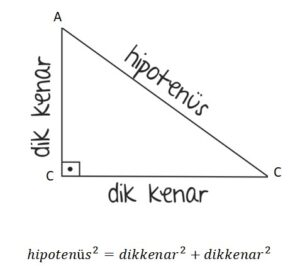 A
hipotenüs
dik kenar
C
C
dik kenar
hipotenüs² = dikkenar² + dikkenar²